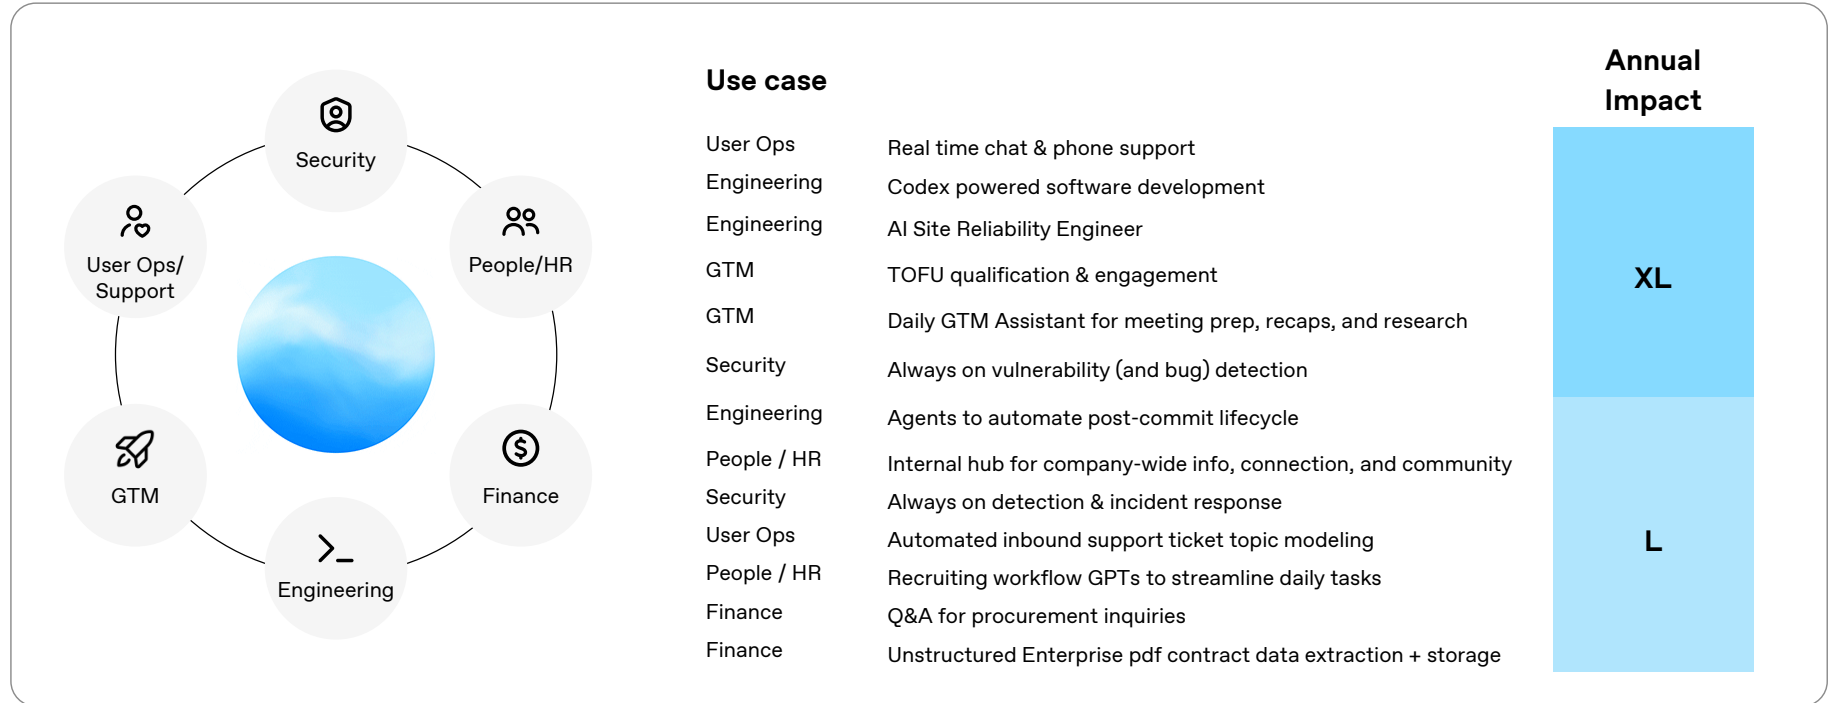 Security
User Ops/
Support
People/HR
GTM
Finance
Engineering
Use case
Annual
Impact
User Ops Real time chat & phone support
Engineering Codex powered software development
Engineering AI Site Reliability Engineer
GTM TOFU qualification & engagement
GTM Daily GTM Assistant for meeting prep, recaps, and research
Security Always on vulnerability (and bug) detection
XL
Engineering Agents to automate post-commit lifecycle
People / HR Internal hub for company-wide info, connection, and community
Security Always on detection & incident response
User Ops Automated inbound support ticket topic modeling
People / HR Recruiting workflow GPTs to streamline daily tasks
Finance Q&A for procurement inquiries
Finance Unstructured Enterprise pdf contract data extraction + storage
L